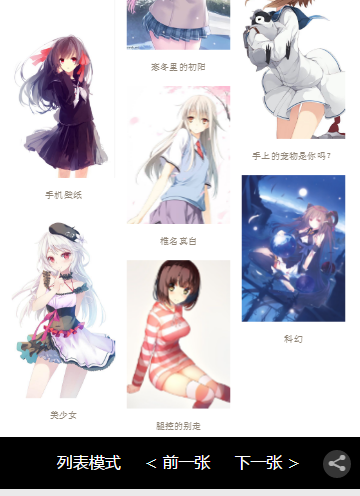 寒冬里的初阳
手上的宠物是你吗?
手机壁纸
椎名真白
科幻
美少女
腿控的别走
列表模式 < 前一张 下一张 >